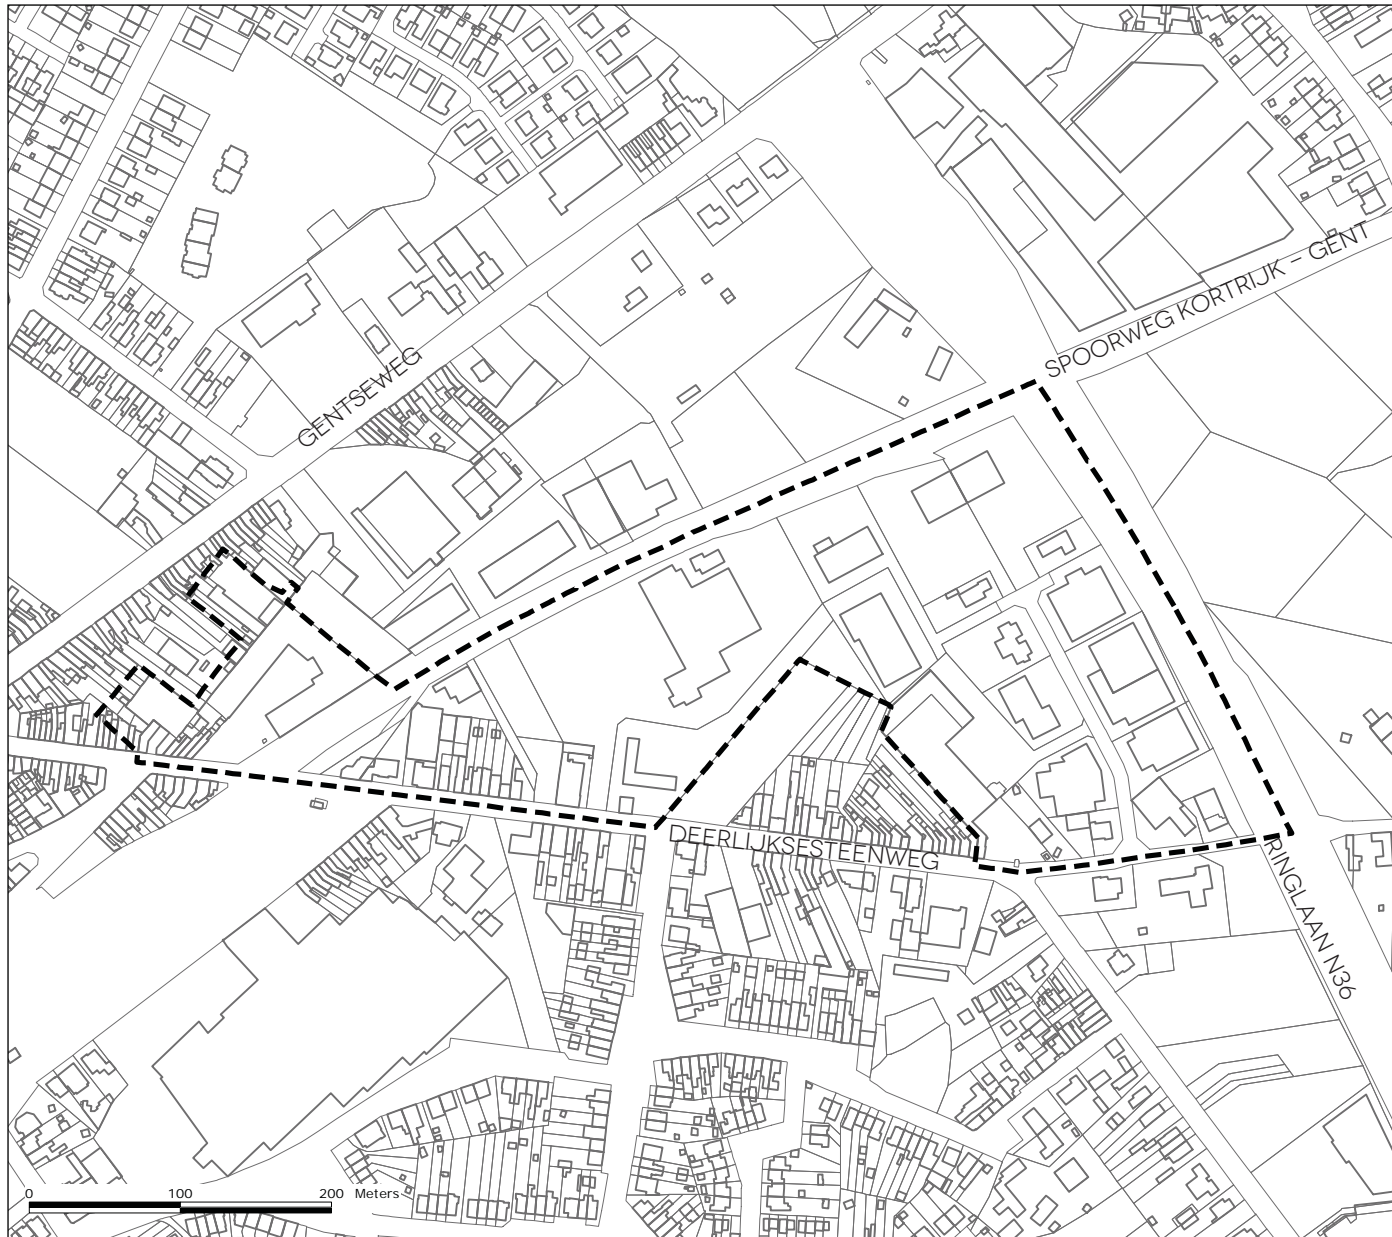 SPOORWEG KORTRIJK - GENT
GENTSEWEG
DEERLIJKSESTEENWEG
RINGLAAN N36
0 100 200 Meters